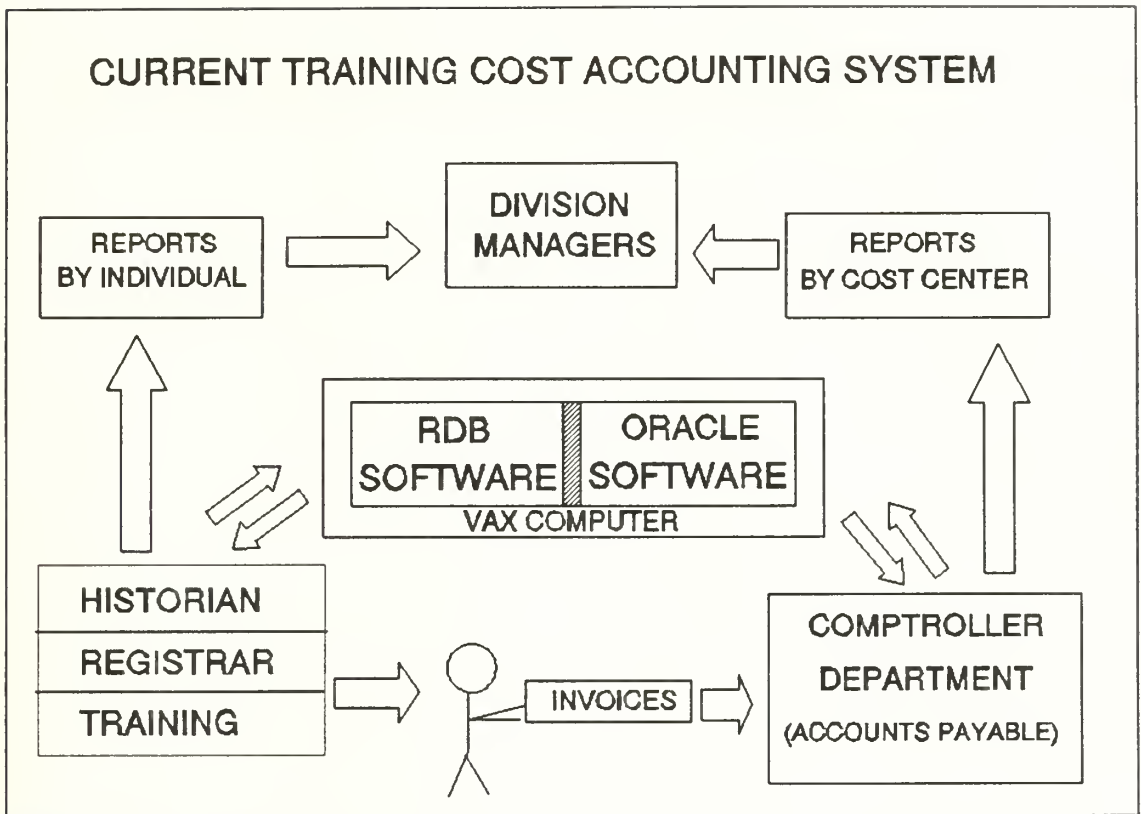 CURRENT TRAINING COST ACCOUNTING SYSTEM
DIVISION
MANAGERS
REPORTS
BY INDIVIDUAL
REPORTS
BY COST CENTER
RDB
SOFTWARE
ORACLE
SOFTWARE
VAX COMPUTER
HISTORIAN
REGISTRAR
TRAINING
INVOICES
COMPTROLLER
DEPARTMENT
(ACCOUNTS PAYABLE)